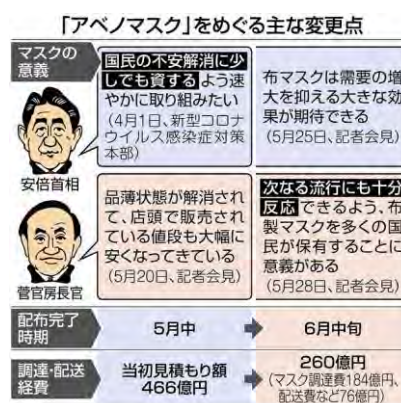 「アベノマスク」をめぐる主な変更点
マスクの
意義
国民の不安解消に少
しでも資するよう速
やかに取り組みたい
(4月1日、新型コロナ
ウイルス感染症対策
本部)
布マスクは需要の増
大を抑える大きな効
果が期待できる
(5月25日、記者会見)
安倍首相
品薄状態が解消され
て、店頭で販売され
ている値段も大幅に
安くなってきている
(5月20日、記者会見)
次なる流行にも十分
反応できるよう、布
製マスクを多くの国
民が保有することに
意義がある
(5月28日、記者会見)
菅官房長官
配布完了
時期
5月中
6月中旬
調達・配送
経費
当初見積もり額
466億円
260億円
(マスク調達費184億円、
配送費など76億円)